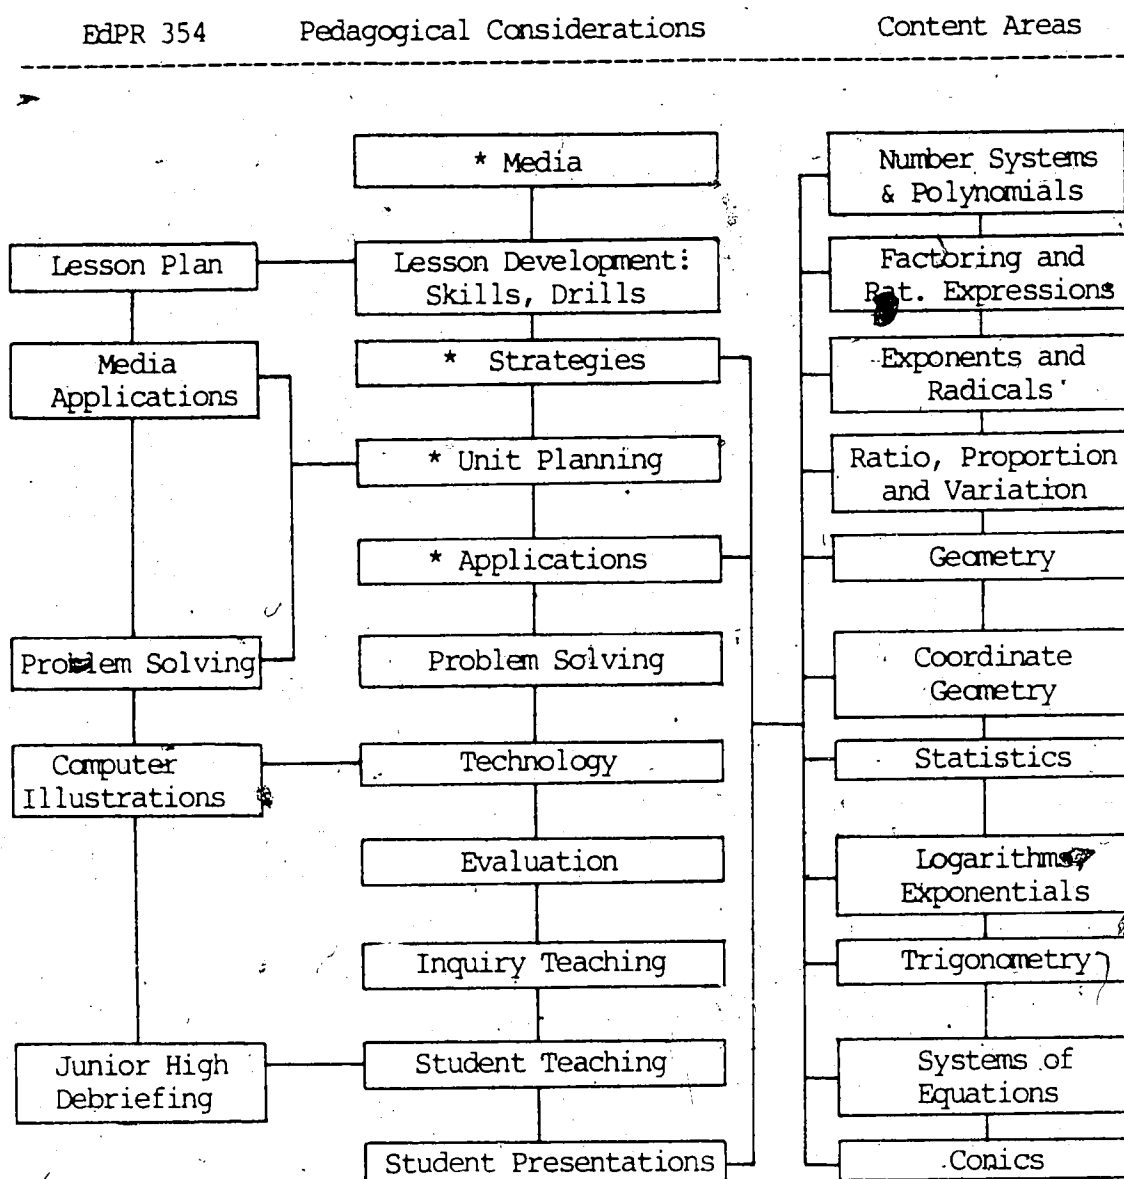 EdPR 354 Pedagogical Considerations Content Areas
* Media
Lesson Development:
Skills, Drills
* Strategies
* Unit Planning
* Applications
Problem Solving
Technology
Evaluation
Inquiry Teaching
Student Teaching
Student Presentations
Lesson Plan
Media
Applications
Problem Solving
Computer
Illustrations
Junior High
Debriefing
Number Systems
& Polynomials
Factoring and
Rat. Expressions
Exponents and
Radicals
Ratio, Proportion
and Variation
Geometry
Coordinate
Geometry
Statistics
Logarithms
Exponentials
Trigonometry
Systems of
Equations
Conics